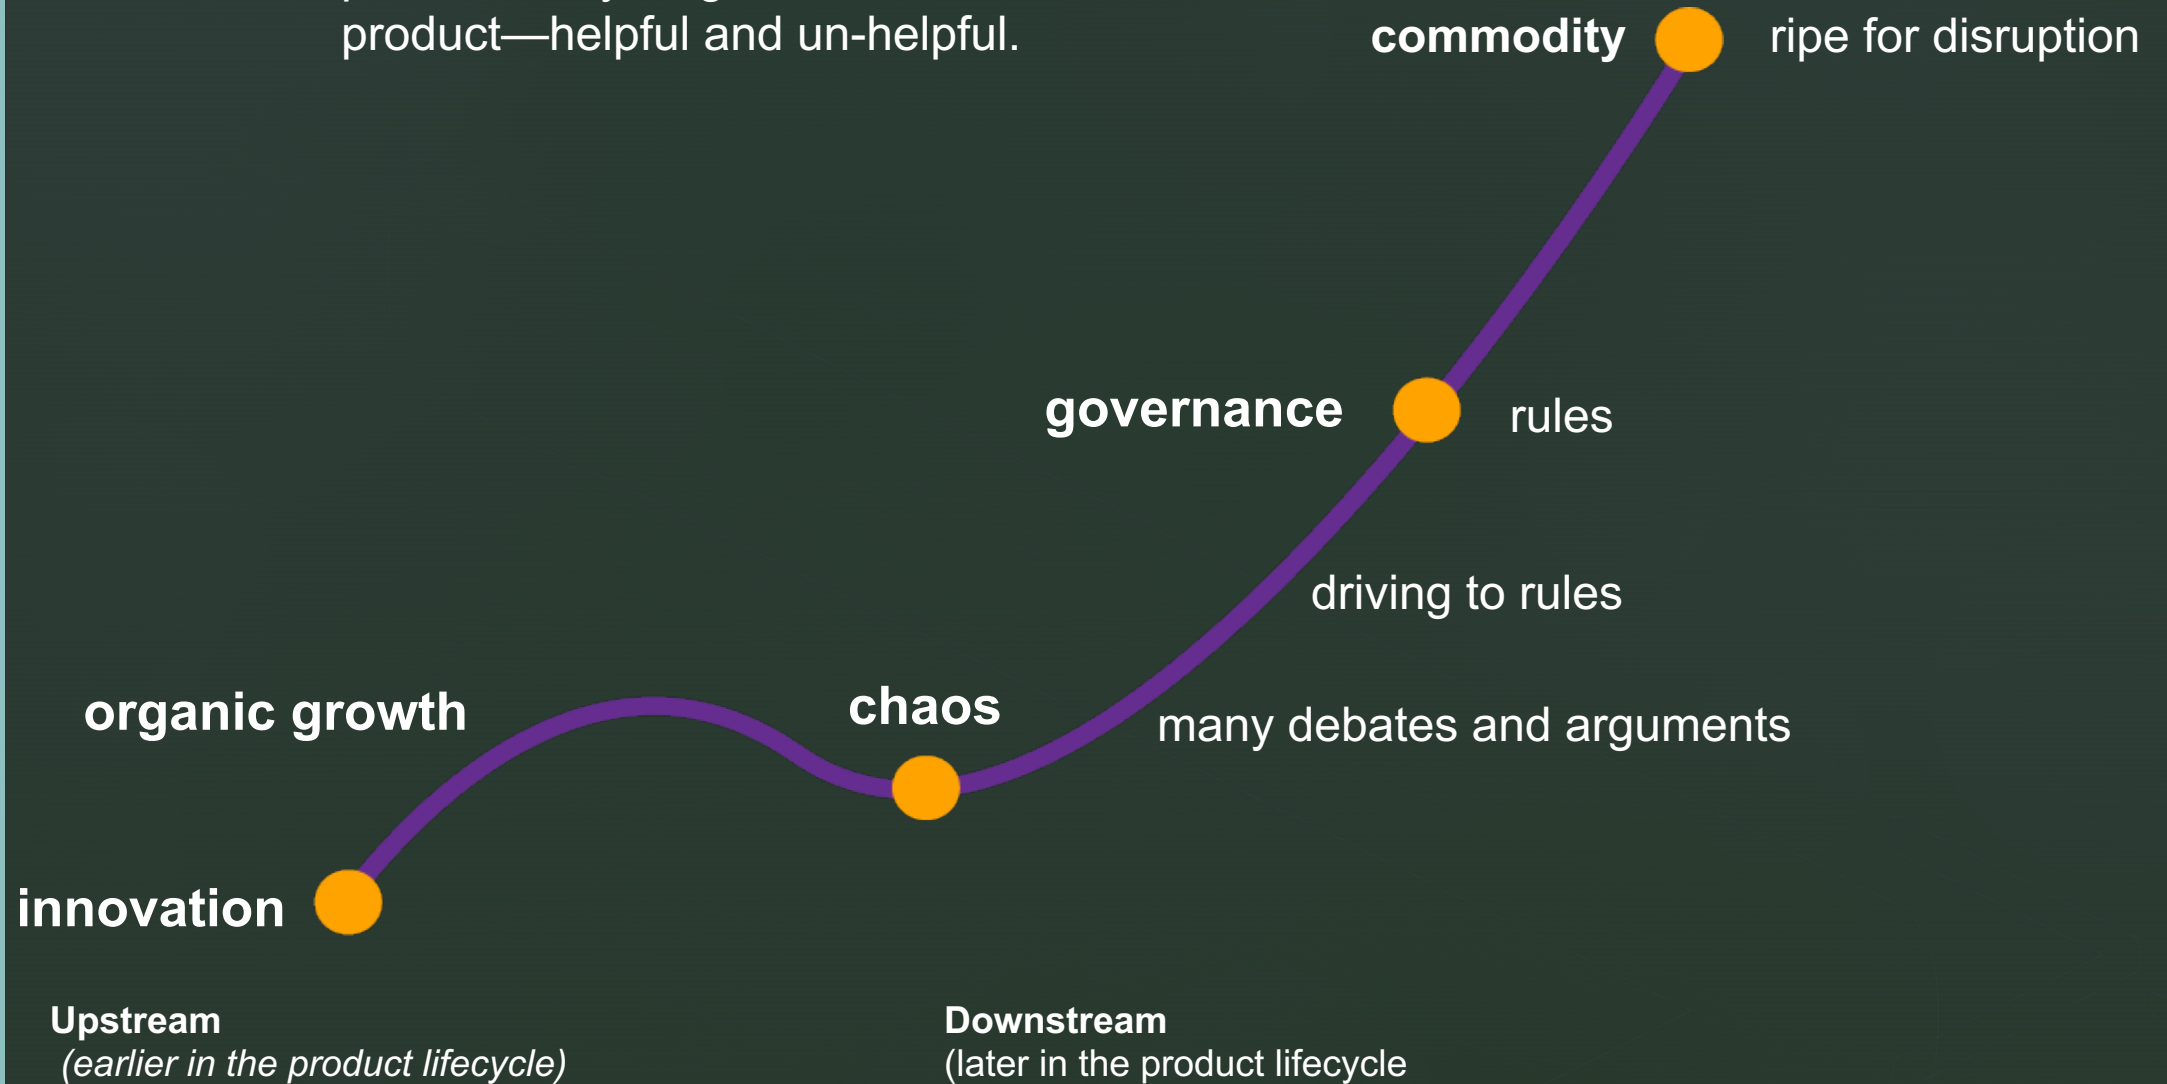 product—helpful and un-helpful.
commodity
ripe for disruption
governance
rules
driving to rules
organic growth
chaos
many debates and arguments
innovation
Upstream
(earlier in the product lifecycle)
Downstream
(later in the product lifecycle